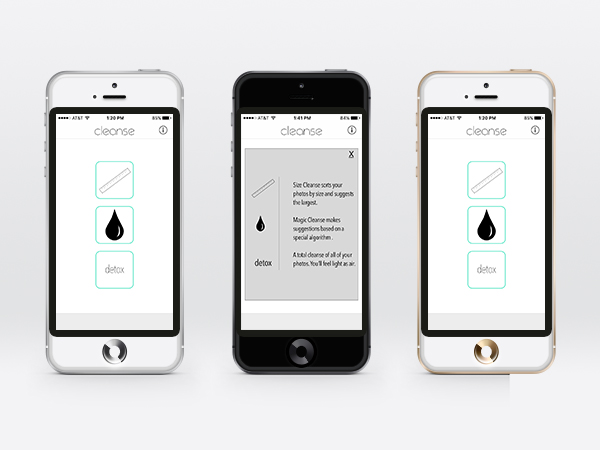 AT&T 1:20 PM 85%
cleanse
detox
AT&T 1:41 PM 84%
cleanse
X
Size Cleanse sorts your
photos by size and suggests
the largest.
Magic Cleanse makes
suggestions based on a
special algorithm .
detox
A total cleanse of all of your
photos. You'll feel light as air.
AT&T 1:20 PM 85%
cleanse
detox